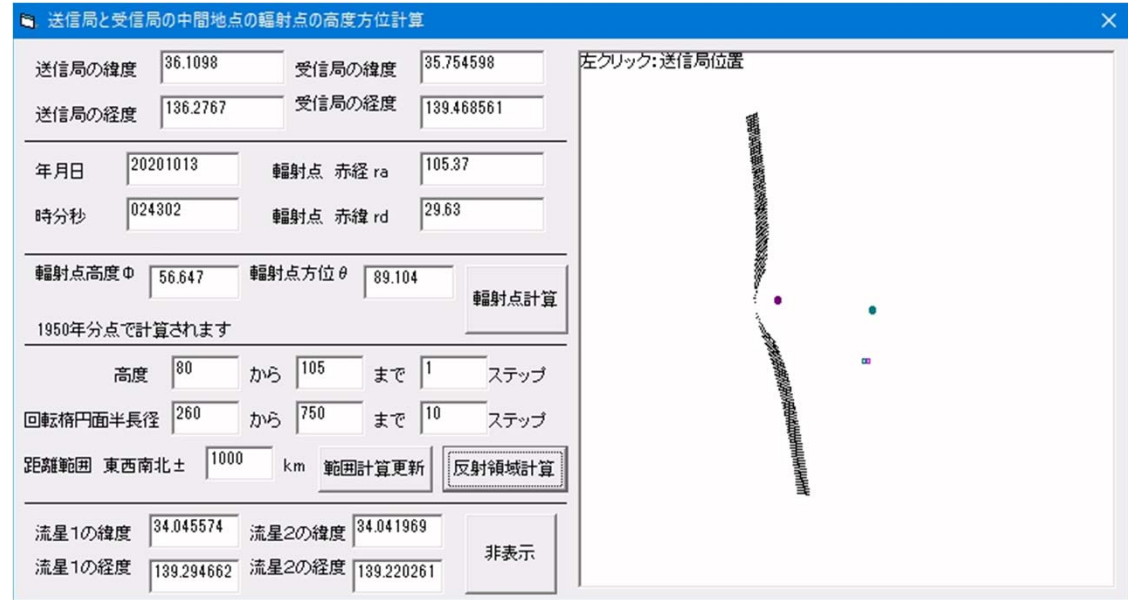 送信局と受信局の中間地点の輻射点の高度方位計算
送信局の緯度 36.1098 受信局の緯度 35.754598
送信局の経度 136.2767 受信局の経度 139.468561
年月日 20201013 輻射点 赤経 ra 105.37
時分秒 024302 輻射点 赤緯 rd 29.63
輻射点高度Φ 56.647 輻射点方位θ 89.104 輻射点計算
1950年分点で計算されます
高度 80 から 105 まで 1 ステップ
回転楕円面半長径 260 から 750 まで 10 ステップ
距離範囲 東西南北± 1000 km 範囲計算更新 反射領域計算
流星1の緯度 34.045574 流星2の緯度 34.041969 非表示
流星1の経度 139.294662 流星2の経度 139.220261
左クリック:送信局位置